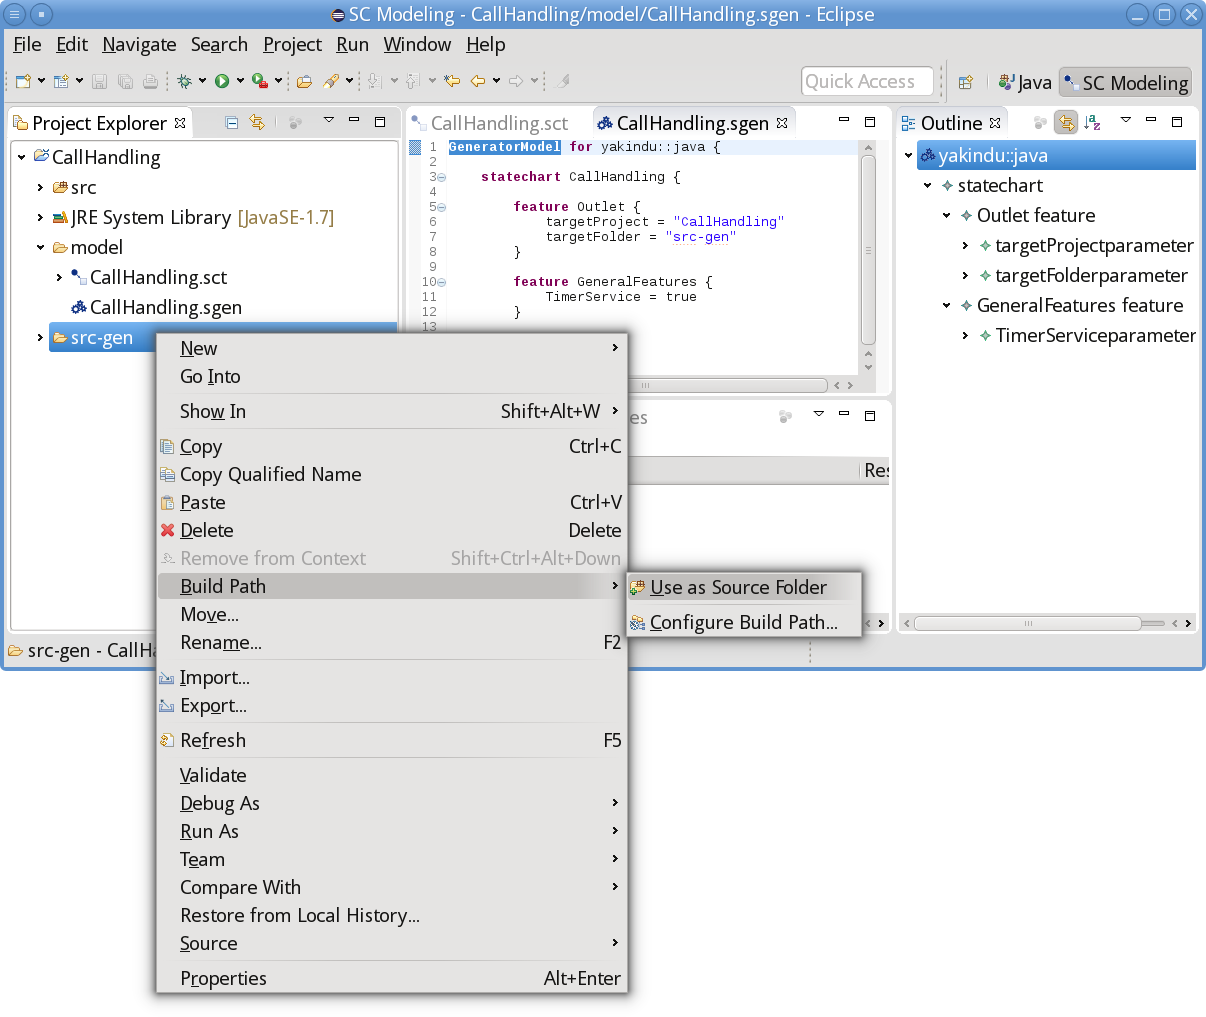 SC Modeling - CallHandling/model/CallHandling.sgen - Eclipse
File Edit Navigate Search Project Run Window Help
Quick Access
Java
SC Modeling
Project Explorer
CallHandling
src
JRE System Library [JavaSE-1.7]
model
CallHandling.sct
CallHandling.sgen
src-gen
CallHandling.sct
CallHandling.sgen
1 GeneratorModel for yakindu::java {
2
3 statechart CallHandling {
4
5 feature Outlet {
6 targetProject = "CallHandling"
7 targetFolder = "src-gen"
8 }
9
10 feature GeneralFeatures {
11 TimerService = true
12 }
13
es
Res
Outline
yakindu::java
statechart
Outlet feature
targetProjectparameter
targetFolderparameter
GeneralFeatures feature
TimerServiceparameter
New
Go Into
Show In Shift+Alt+W
Copy Ctrl+C
Copy Qualified Name
Paste Ctrl+V
Delete Delete
Remove from Context Shift+Ctrl+Alt+Down
Build Path
Move...
Rename... F2
Import...
Export...
Refresh F5
Validate
Debug As
Run As
Team
Compare With
Restore from Local History...
Source
Properties Alt+Enter
Use as Source Folder
Configure Build Path...
src-gen - CallHa